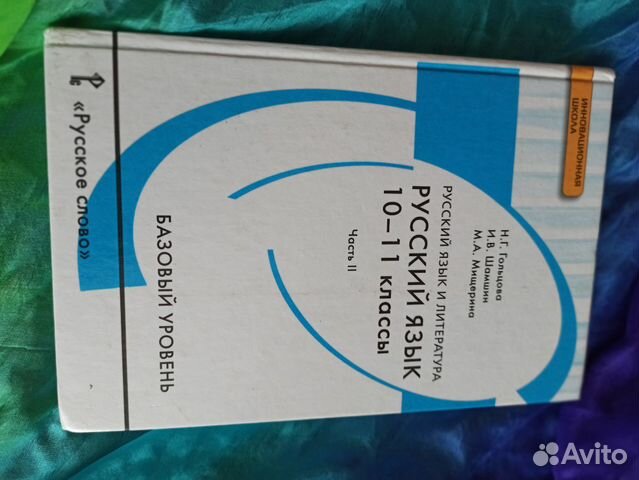 ИННОВАЦИОННАЯ
ШКОЛА
Н.Г. Гольцова
И.В. Шамшин
М.А. Мищерина
РУССКИЙ ЯЗЫК И ЛИТЕРАТУРА
РУССКИЙ ЯЗЫК
10–11 классы
Часть II
БАЗОВЫЙ УРОВЕНЬ
«Русское слово»
Avito